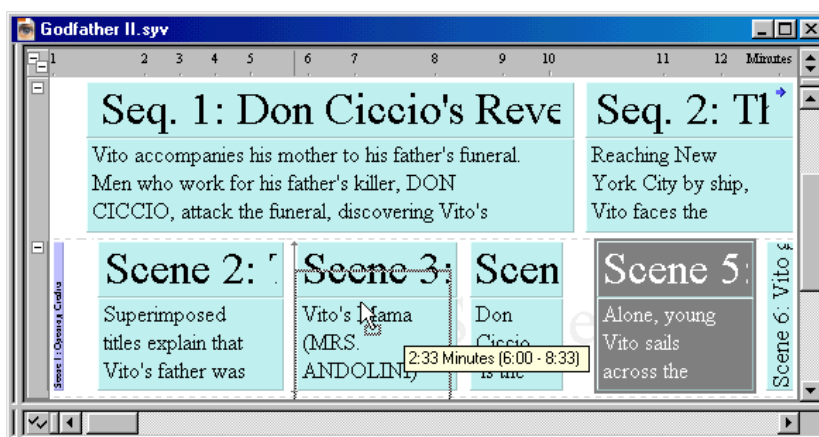 Godfather II.syv
1 2 3 4 5 6 7 8 9 10 11 12 Minutes
Seq. 1: Don Ciccio's Reve
Seq. 2: Th
Vito accompanies his mother to his father's funeral.
Men who work for his father's killer, DON
CICCIO, attack the funeral, discovering Vito's
Reaching New
York City by ship,
Vito faces the
Scene 1: Opening Credits
Scene 2:
Superimposed
titles explain that
Vito's father was
Scene 3:
Vito's Mama
(MRS.
ANDOLINI)
2:33 Minutes (6:00 - 8:33)
Scen
Don
Ciccio
is the
Scene 5:
Alone, young
Vito sails
across the
Scene 6: Vito